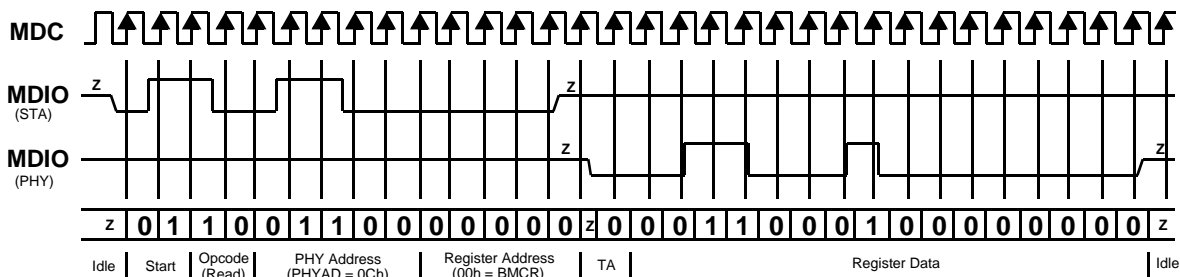 MDC
z
MDIO
(STA)
z
MDIO
(PHY)
z
z
z 0 1 1 0 0 1 1 0 0 0 0 0 0 0 z 0 0 0 1 1 0 0 0 1 0 0 0 0 0 0 0 0 z
Idle Start Opcode (Read) PHY Address (PHYAD = 0Ch) Register Address (00h = BMCR) TA Register Data Idle